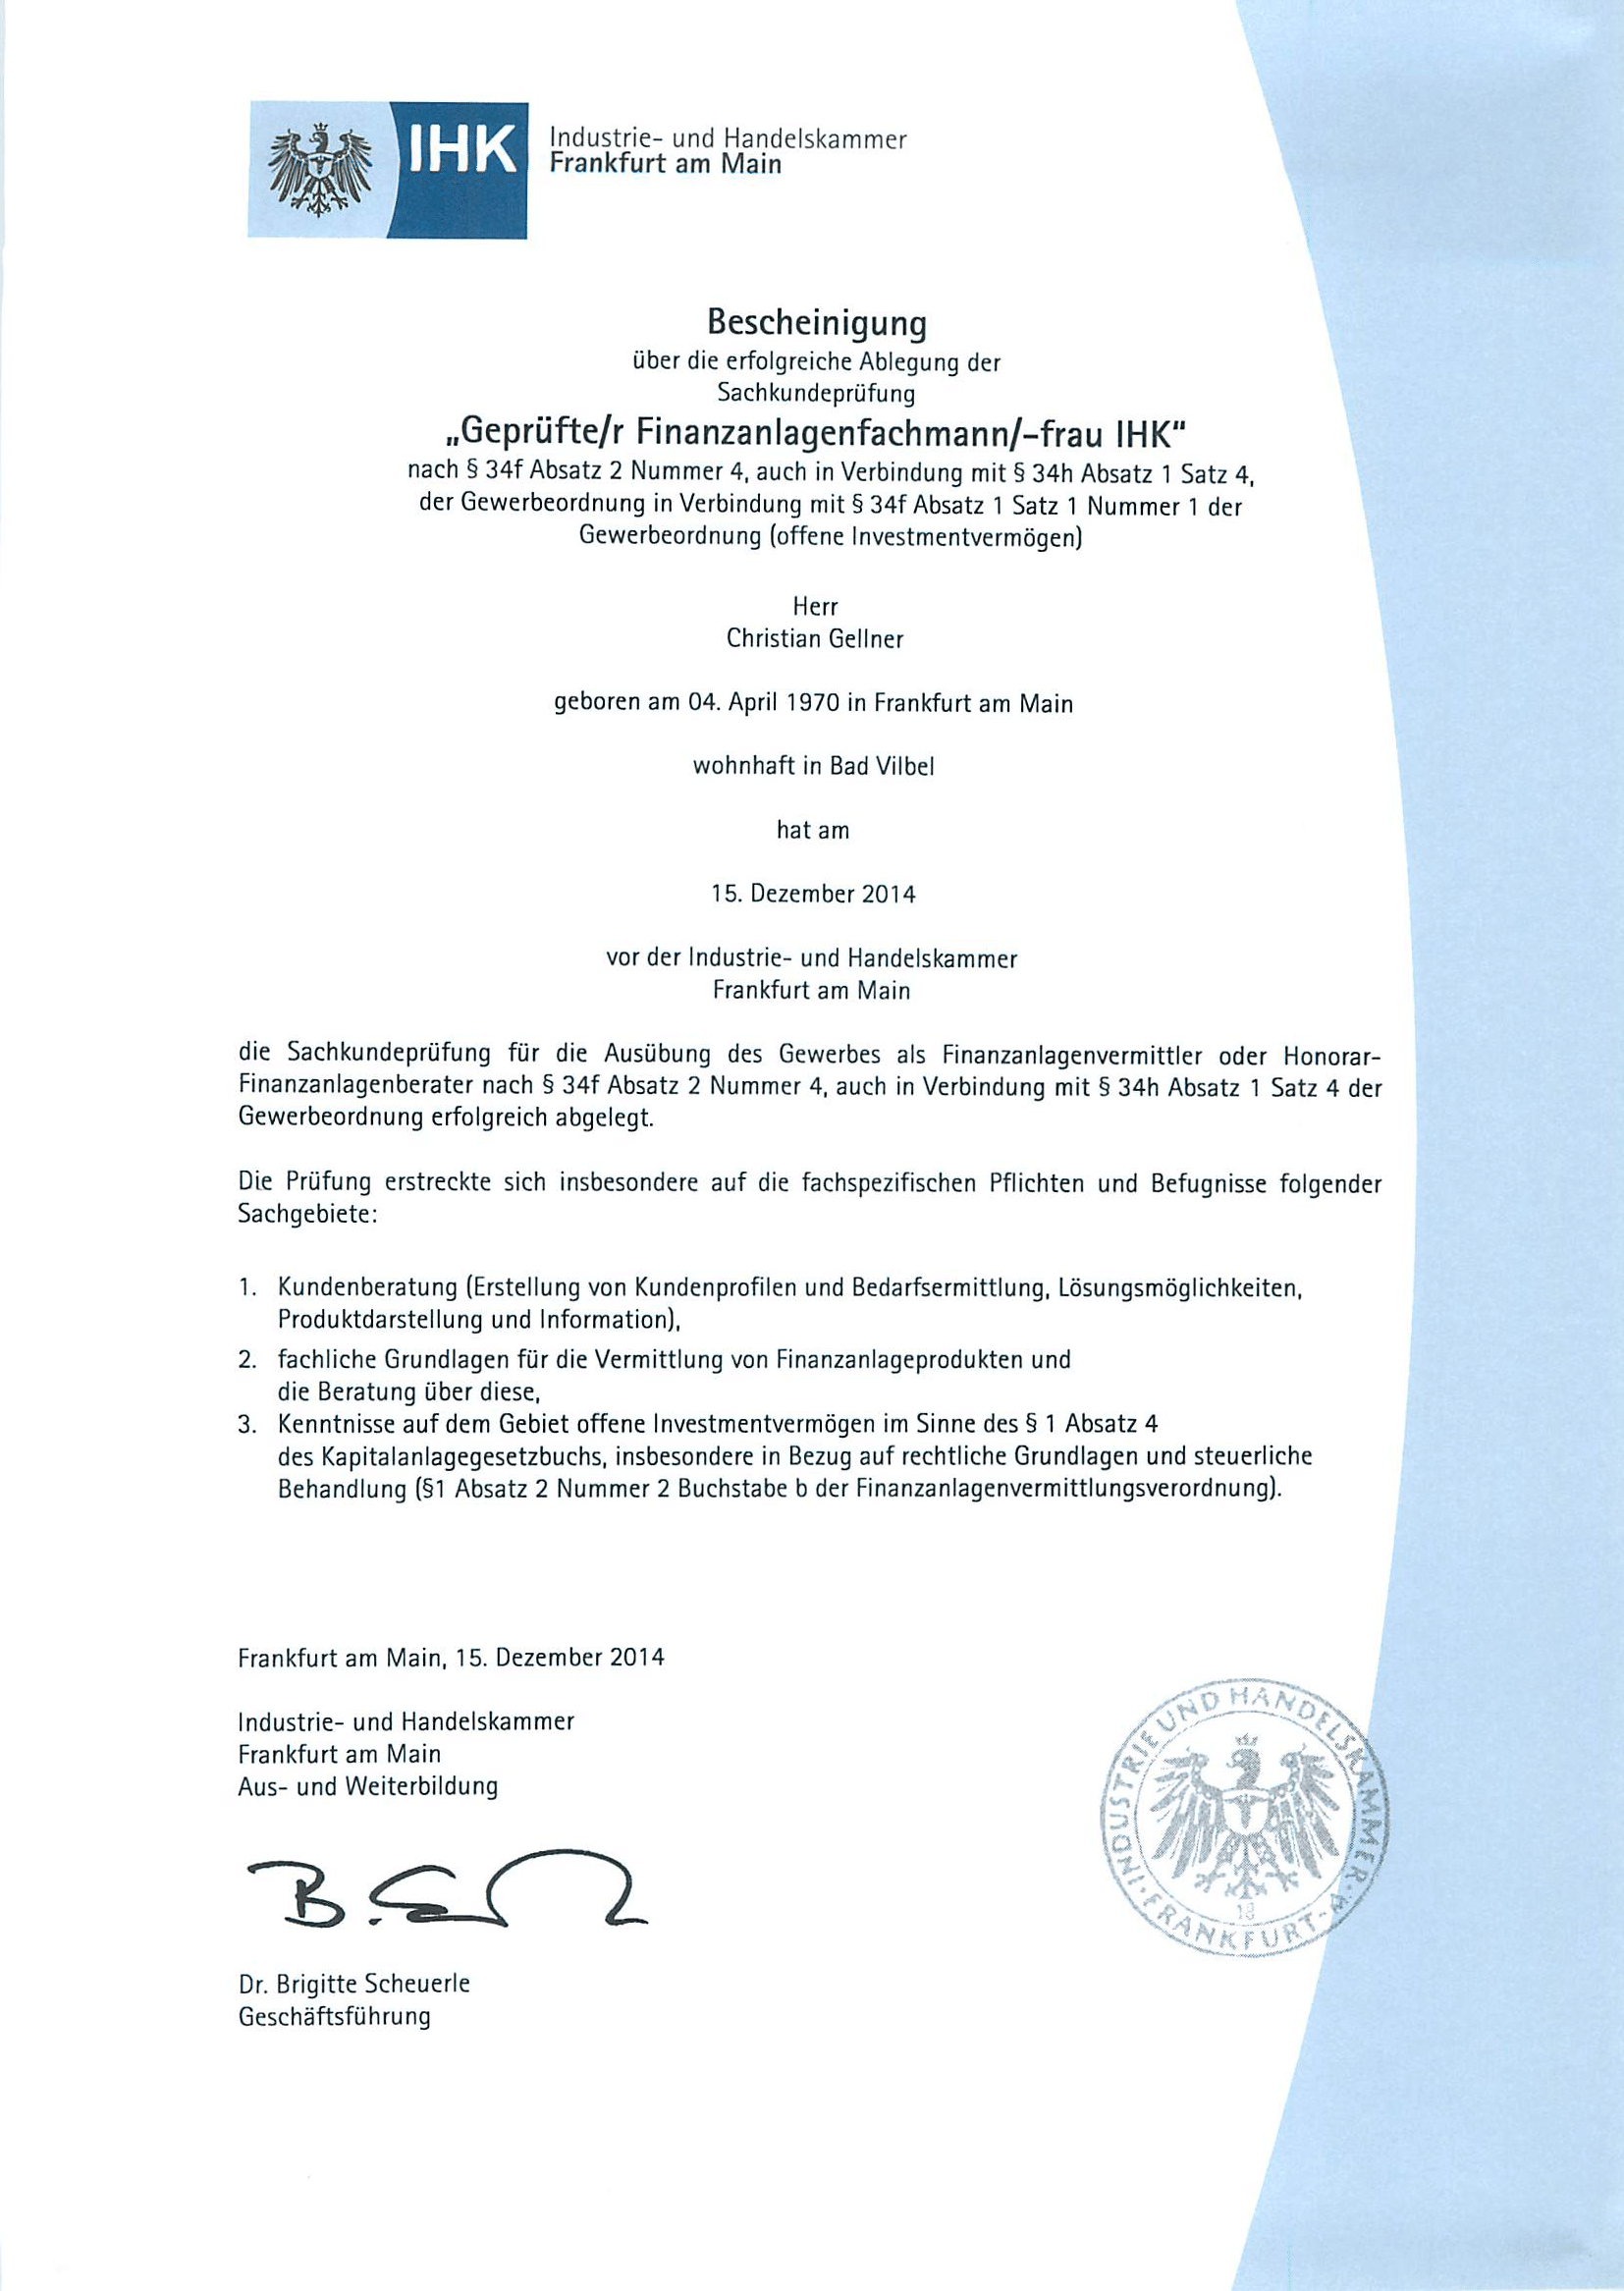 IHK
Industrie- und Handelskammer
Frankfurt am Main
Bescheinigung
über die erfolgreiche Ablegung der
Sachkundeprüfung
„Geprüfte/r Finanzanlagenfachmann/-frau IHK“
nach § 34f Absatz 2 Nummer 4, auch in Verbindung mit § 34h Absatz 1 Satz 4,
der Gewerbeordnung in Verbindung mit § 34f Absatz 1 Satz 1 Nummer 1 der
Gewerbeordnung (offene Investmentvermögen)
Herr
Christian Gellner
geboren am 04. April 1970 in Frankfurt am Main
wohnhaft in Bad Vilbel
hat am
15. Dezember 2014
vor der Industrie- und Handelskammer
Frankfurt am Main
die Sachkundeprüfung für die Ausübung des Gewerbes als Finanzanlagenvermittler oder Honorar-
Finanzanlagenberater nach § 34f Absatz 2 Nummer 4, auch in Verbindung mit § 34h Absatz 1 Satz 4 der
Gewerbeordnung erfolgreich abgelegt.
Die Prüfung erstreckte sich insbesondere auf die fachspezifischen Pflichten und Befugnisse folgender
Sachgebiete:
1. Kundenberatung (Erstellung von Kundenprofilen und Bedarfsermittlung, Lösungsmöglichkeiten,
Produktdarstellung und Information),
2. fachliche Grundlagen für die Vermittlung von Finanzanlageprodukten und
die Beratung über diese,
3. Kenntnisse auf dem Gebiet offene Investmentvermögen im Sinne des § 1 Absatz 4
des Kapitalanlagegesetzbuchs, insbesondere in Bezug auf rechtliche Grundlagen und steuerliche
Behandlung (§1 Absatz 2 Nummer 2 Buchstabe b der Finanzanlagenvermittlungsverordnung).
Frankfurt am Main, 15. Dezember 2014
Industrie- und Handelskammer
Frankfurt am Main
Aus- und Weiterbildung
Dr. Brigitte Scheuerle
Geschäftsführung
INDUSTRIE UND HANDELSKAMMER
FRANKFURT
18